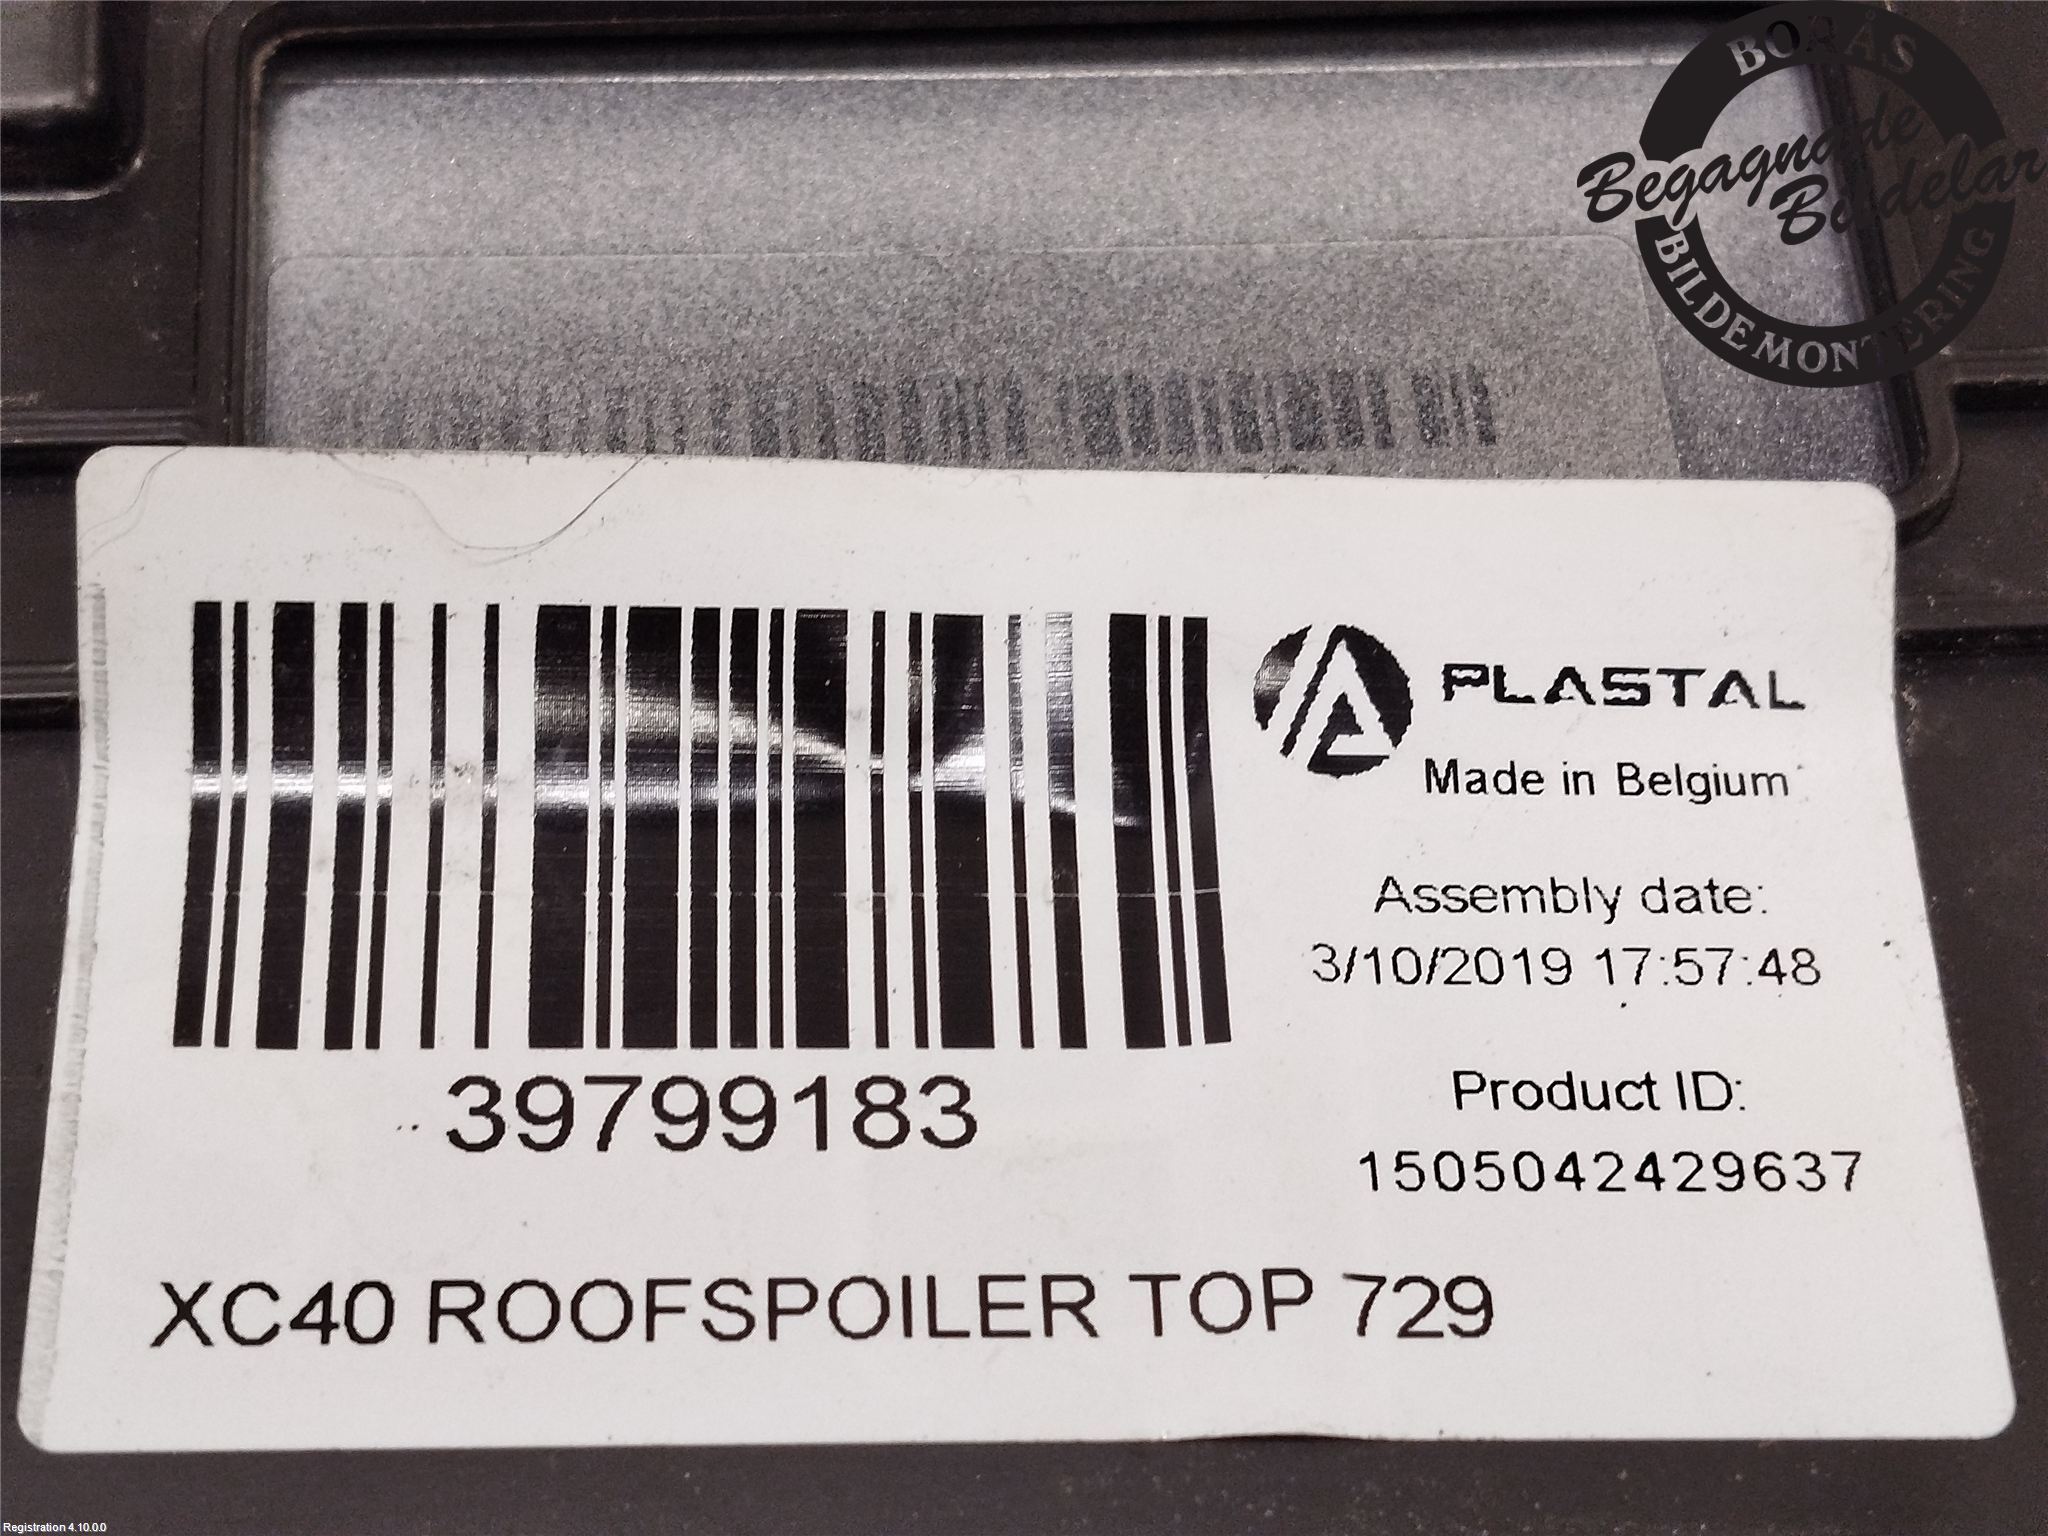 BORÅS
Begagnade
Bildelar
BILDEMONTERING
PLASTAL
Made in Belgium
Assembly date:
3/10/2019 17:57:48
39799183
Product ID:
1505042429637
XC40 ROOFSPOILER TOP 729
Registration 4.10.0.0